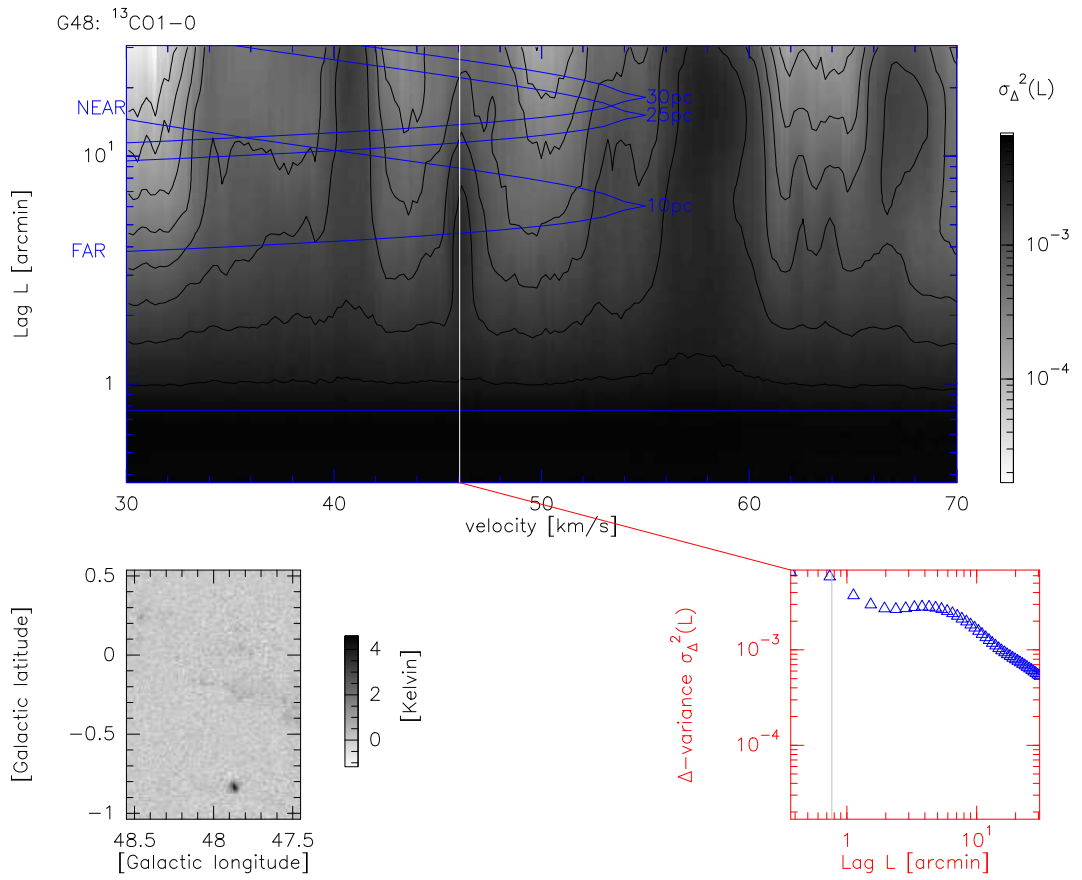 G48: ¹³CO1−0
NEAR
FAR
30pc
25pc
10pc
10¹
1
Lag L [arcmin]
30 40 50 60 70
velocity [km/s]
σΔ²(L)
10⁻³
10⁻⁴
0.5
0
−0.5
−1
[Galactic latitude]
48.5 48 47.5
[Galactic longitude]
4
2
0
[Kelvin]
Δ−variance σΔ²(L)
10⁻³
10⁻⁴
1 10¹
Lag L [arcmin]